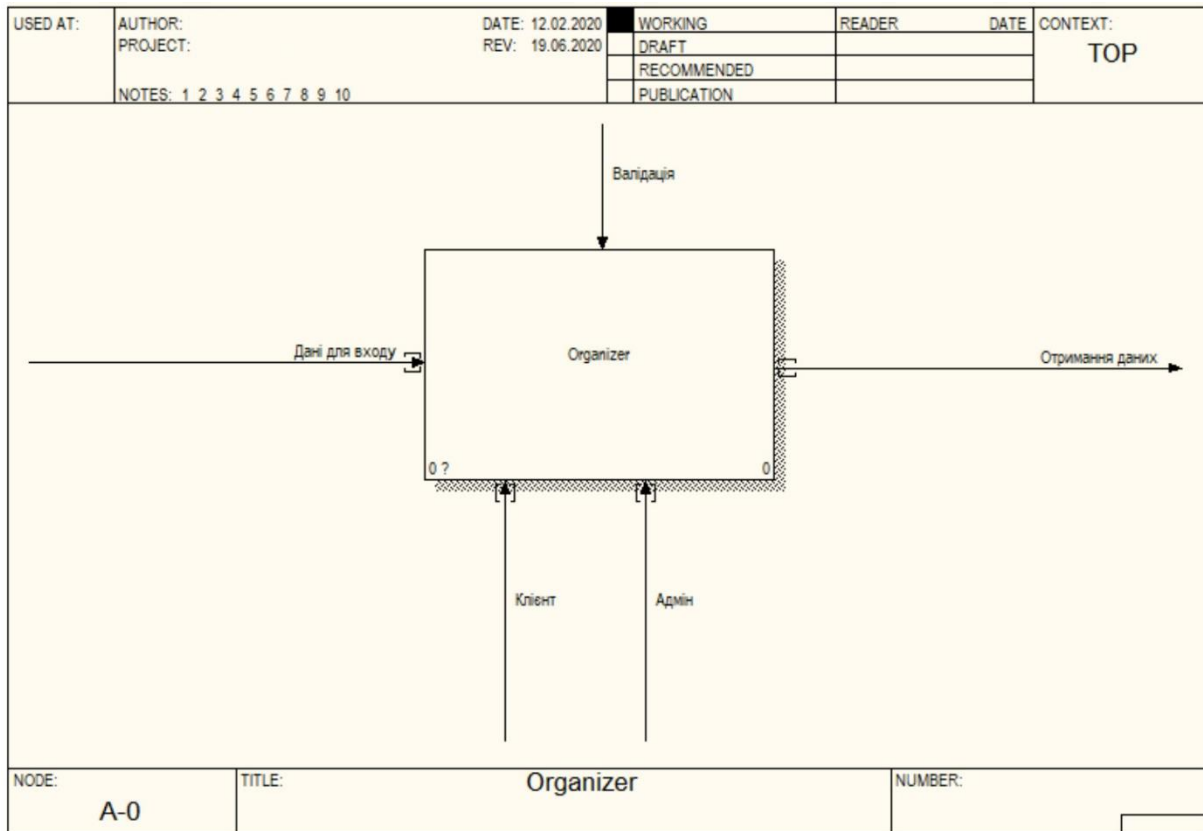 USED AT:
AUTHOR:
DATE: 12.02.2020
WORKING
READER
DATE
CONTEXT:
PROJECT:
REV: 19.06.2020
DRAFT
TOP
RECOMMENDED
NOTES: 1 2 3 4 5 6 7 8 9 10
PUBLICATION
Валідація
Дані для входу
Organizer
Отримання даних
0 ?
0
Клієнт
Адмін
NODE:
TITLE:
Organizer
NUMBER:
A-0